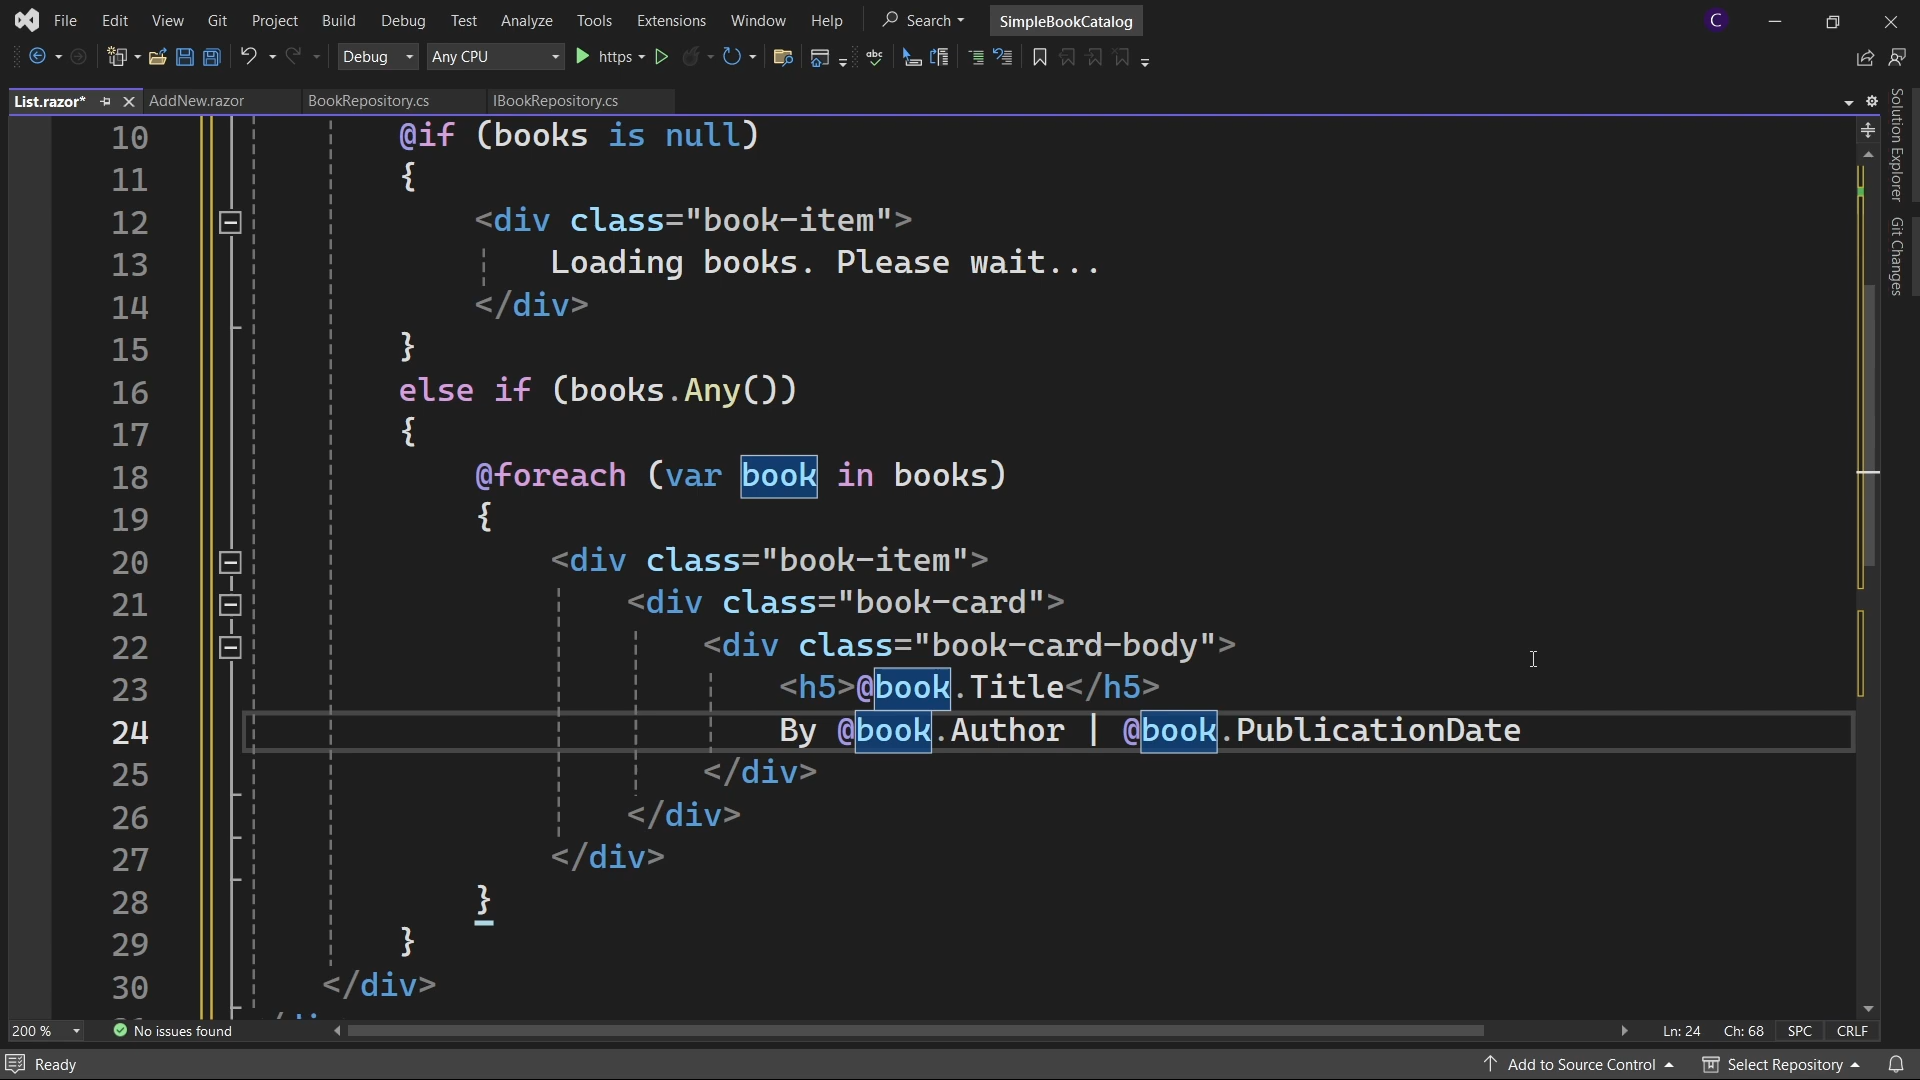 File Edit View Git Project Build Debug Test Analyze Tools Extensions Window Help Search SimpleBookCatalog C
Debug Any CPU https abc
List.razor* AddNew.razor BookRepository.cs IBookRepository.cs
Solution Explorer
Git Changes
10 @if (books is null)
11 {
12 <div class="book-item">
13 Loading books. Please wait...
14 </div>
15 }
16 else if (books.Any())
17 {
18 @foreach (var book in books)
19 {
20 <div class="book-item">
21 <div class="book-card">
22 <div class="book-card-body">
23 <h5>@book.Title</h5>
24 By @book.Author | @book.PublicationDate
25 </div>
26 </div>
27 </div>
28 }
29 }
30 </div>
200 % No issues found Ln: 24 Ch: 68 SPC CRLF
Ready Add to Source Control Select Repository